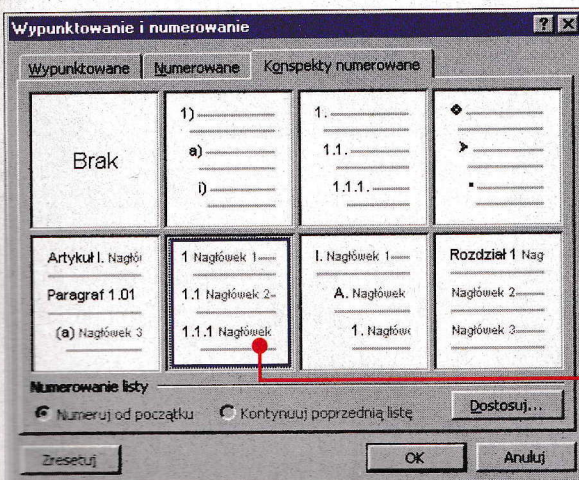 Wypunktowanie i numerowanie
Wypunktowane Numerowane Konspekty numerowane
Brak
1)
a)
i)
1.
1.1.
1.1.1.
Artykuł I. Nagłó
Paragraf 1.01
(a) Nagłówek 3
1 Nagłówek 1
1.1 Nagłówek 2
1.1.1 Nagłówek
I. Nagłówek 1
A. Nagłówek
1. Nagłów
Rozdział 1 Nag
Nagłówek 2
Nagłówek 3
Numerowanie listy
Numeruj od początku Kontynuuj poprzednią listę Dostosuj...
Zresetuj OK Anuluj